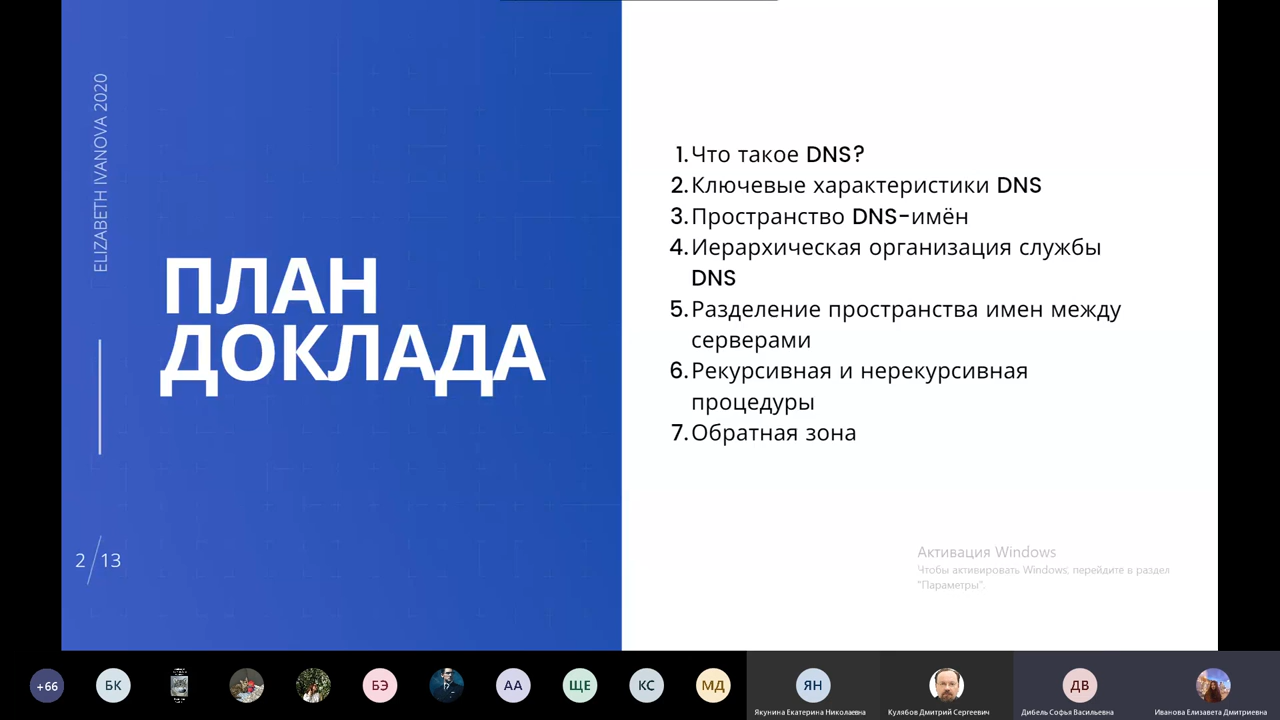 ELIZABETH IVANOVA 2020
ПЛАН
ДОКЛАДА
2/13
1. Что такое DNS?
2. Ключевые характеристики DNS
3. Пространство DNS-имён
4. Иерархическая организация службы
DNS
5. Разделение пространства имен между
серверами
6. Рекурсивная и нерекурсивная
процедуры
7. Обратная зона
Активация Windows
Чтобы активировать Windows, перейдите в раздел
"Параметры".
+66
БК
БЭ
АА
ЩЕ
КС
МД
ЯН
ДВ
Якунина Екатерина Николаевна
Кулябов Дмитрий Сергеевич
Дибель Софья Васильевна
Иванова Елизавета Дмитриевна